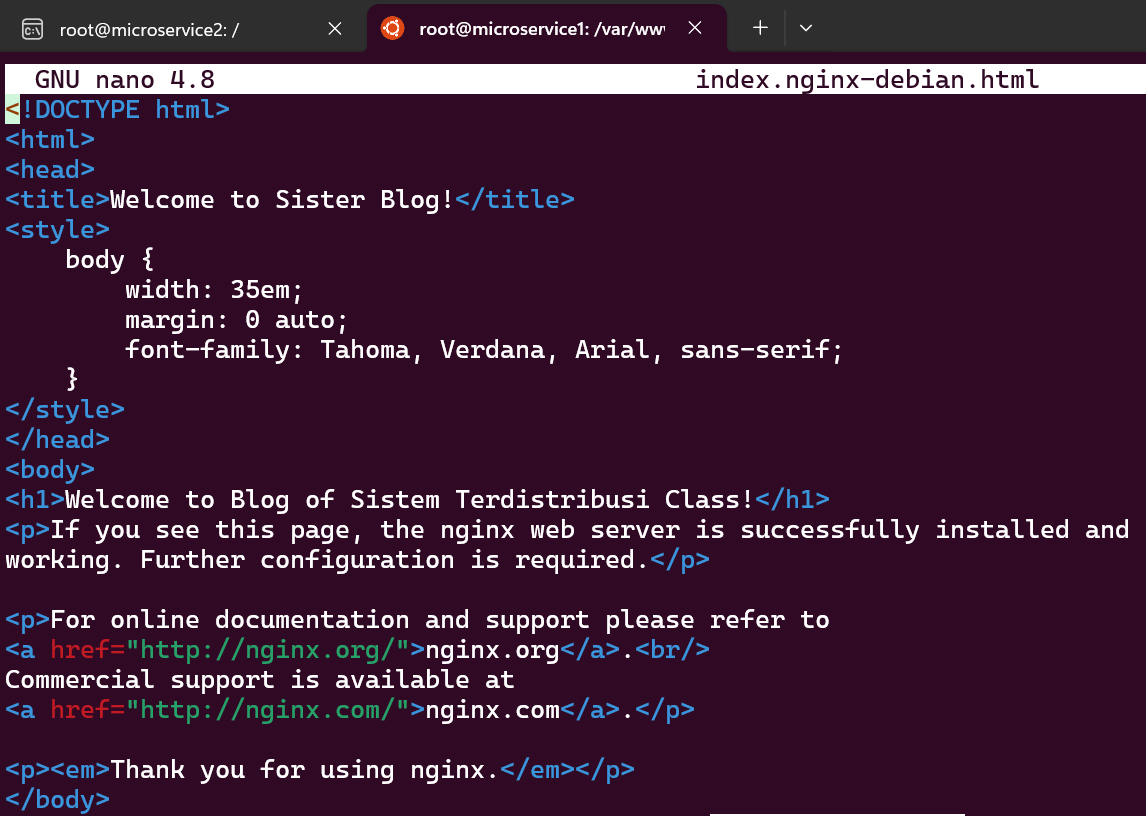 root@microservice2: /
root@microservice1: /var/ww
GNU nano 4.8 index.nginx-debian.html
<!DOCTYPE html>
<html>
<head>
<title>Welcome to Sister Blog!</title>
<style>
    body {
        width: 35em;
        margin: 0 auto;
        font-family: Tahoma, Verdana, Arial, sans-serif;
    }
</style>
</head>
<body>
<h1>Welcome to Blog of Sistem Terdistribusi Class!</h1>
<p>If you see this page, the nginx web server is successfully installed and
working. Further configuration is required.</p>

<p>For online documentation and support please refer to
<a href="http://nginx.org/">nginx.org</a>.<br/>
Commercial support is available at
<a href="http://nginx.com/">nginx.com</a>.</p>

<p><em>Thank you for using nginx.</em></p>
</body>